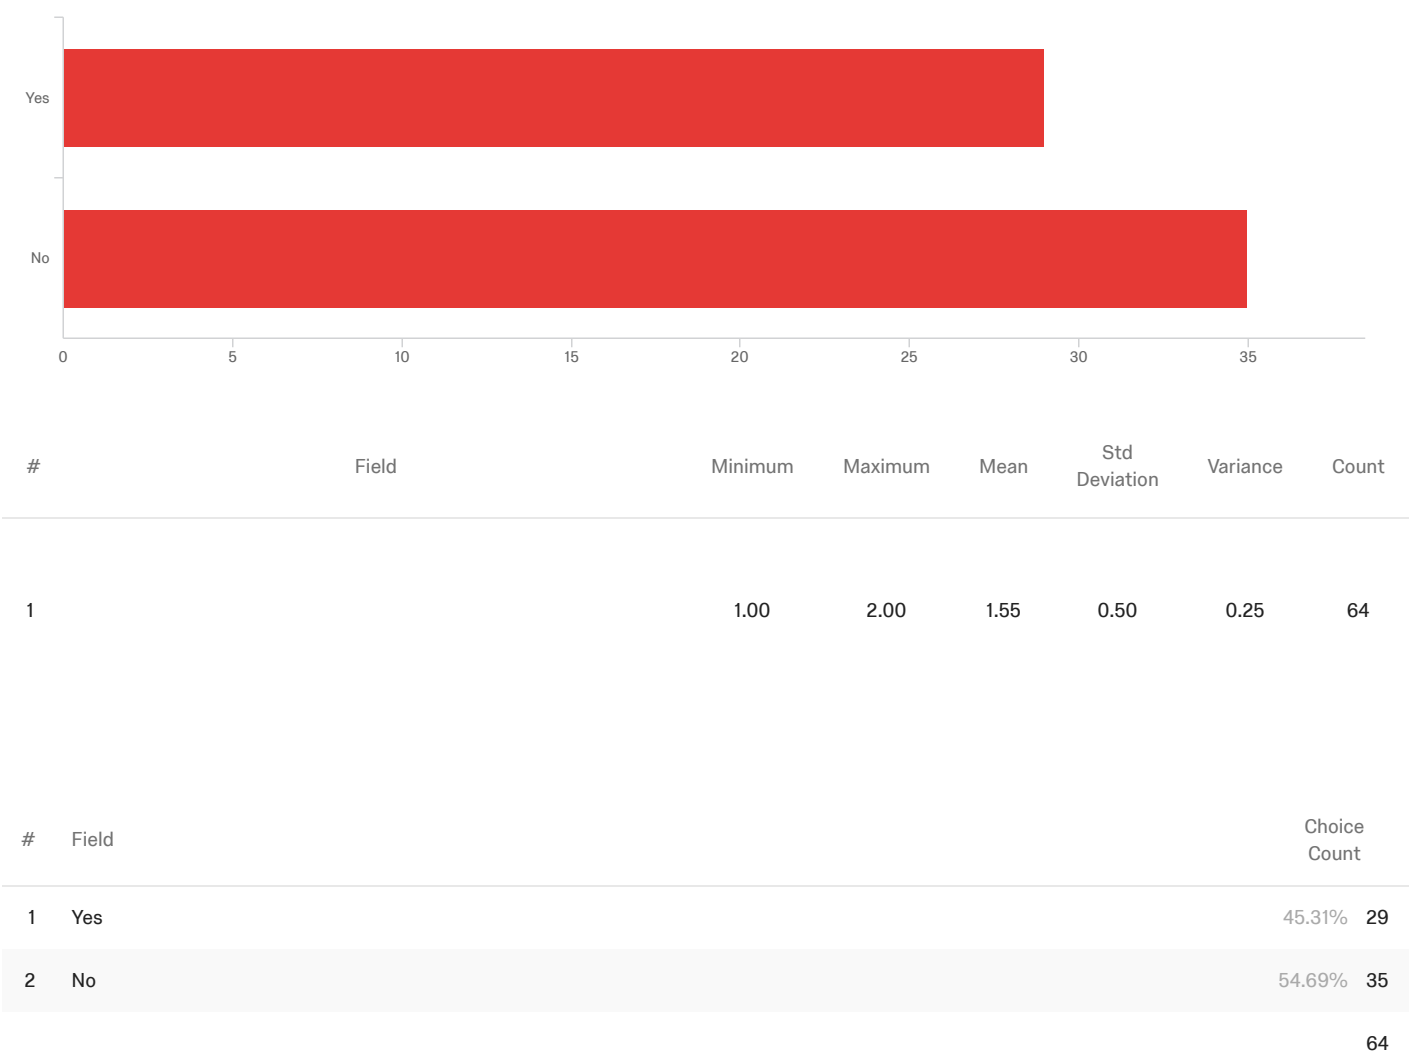 Yes
No
0 5 10 15 20 25 30 35
# Field Minimum Maximum Mean Std Deviation Variance Count
1 1.00 2.00 1.55 0.50 0.25 64
# Field Choice Count
1 Yes 45.31% 29
2 No 54.69% 35
64